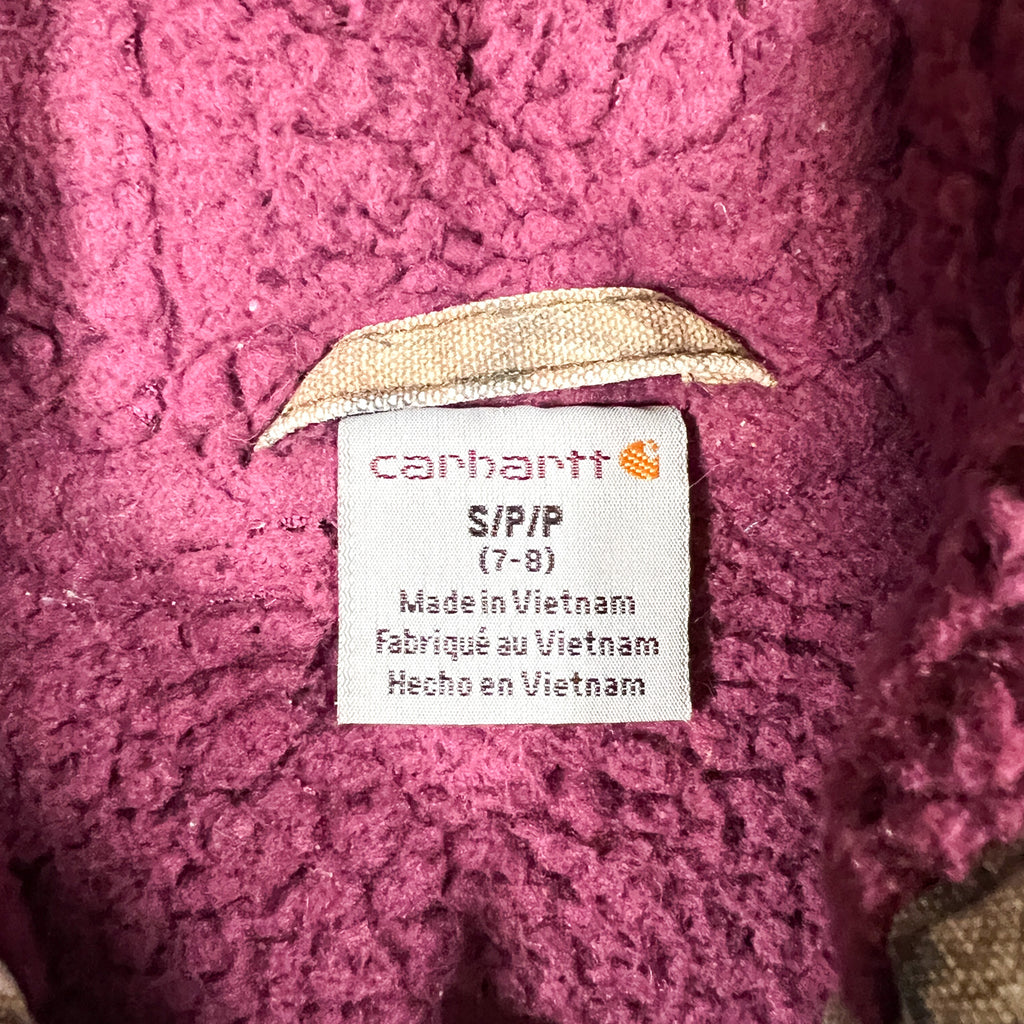 carhartt
S/P/P
(7-8)
Made in Vietnam
Fabriqué au Vietnam
Hecho en Vietnam